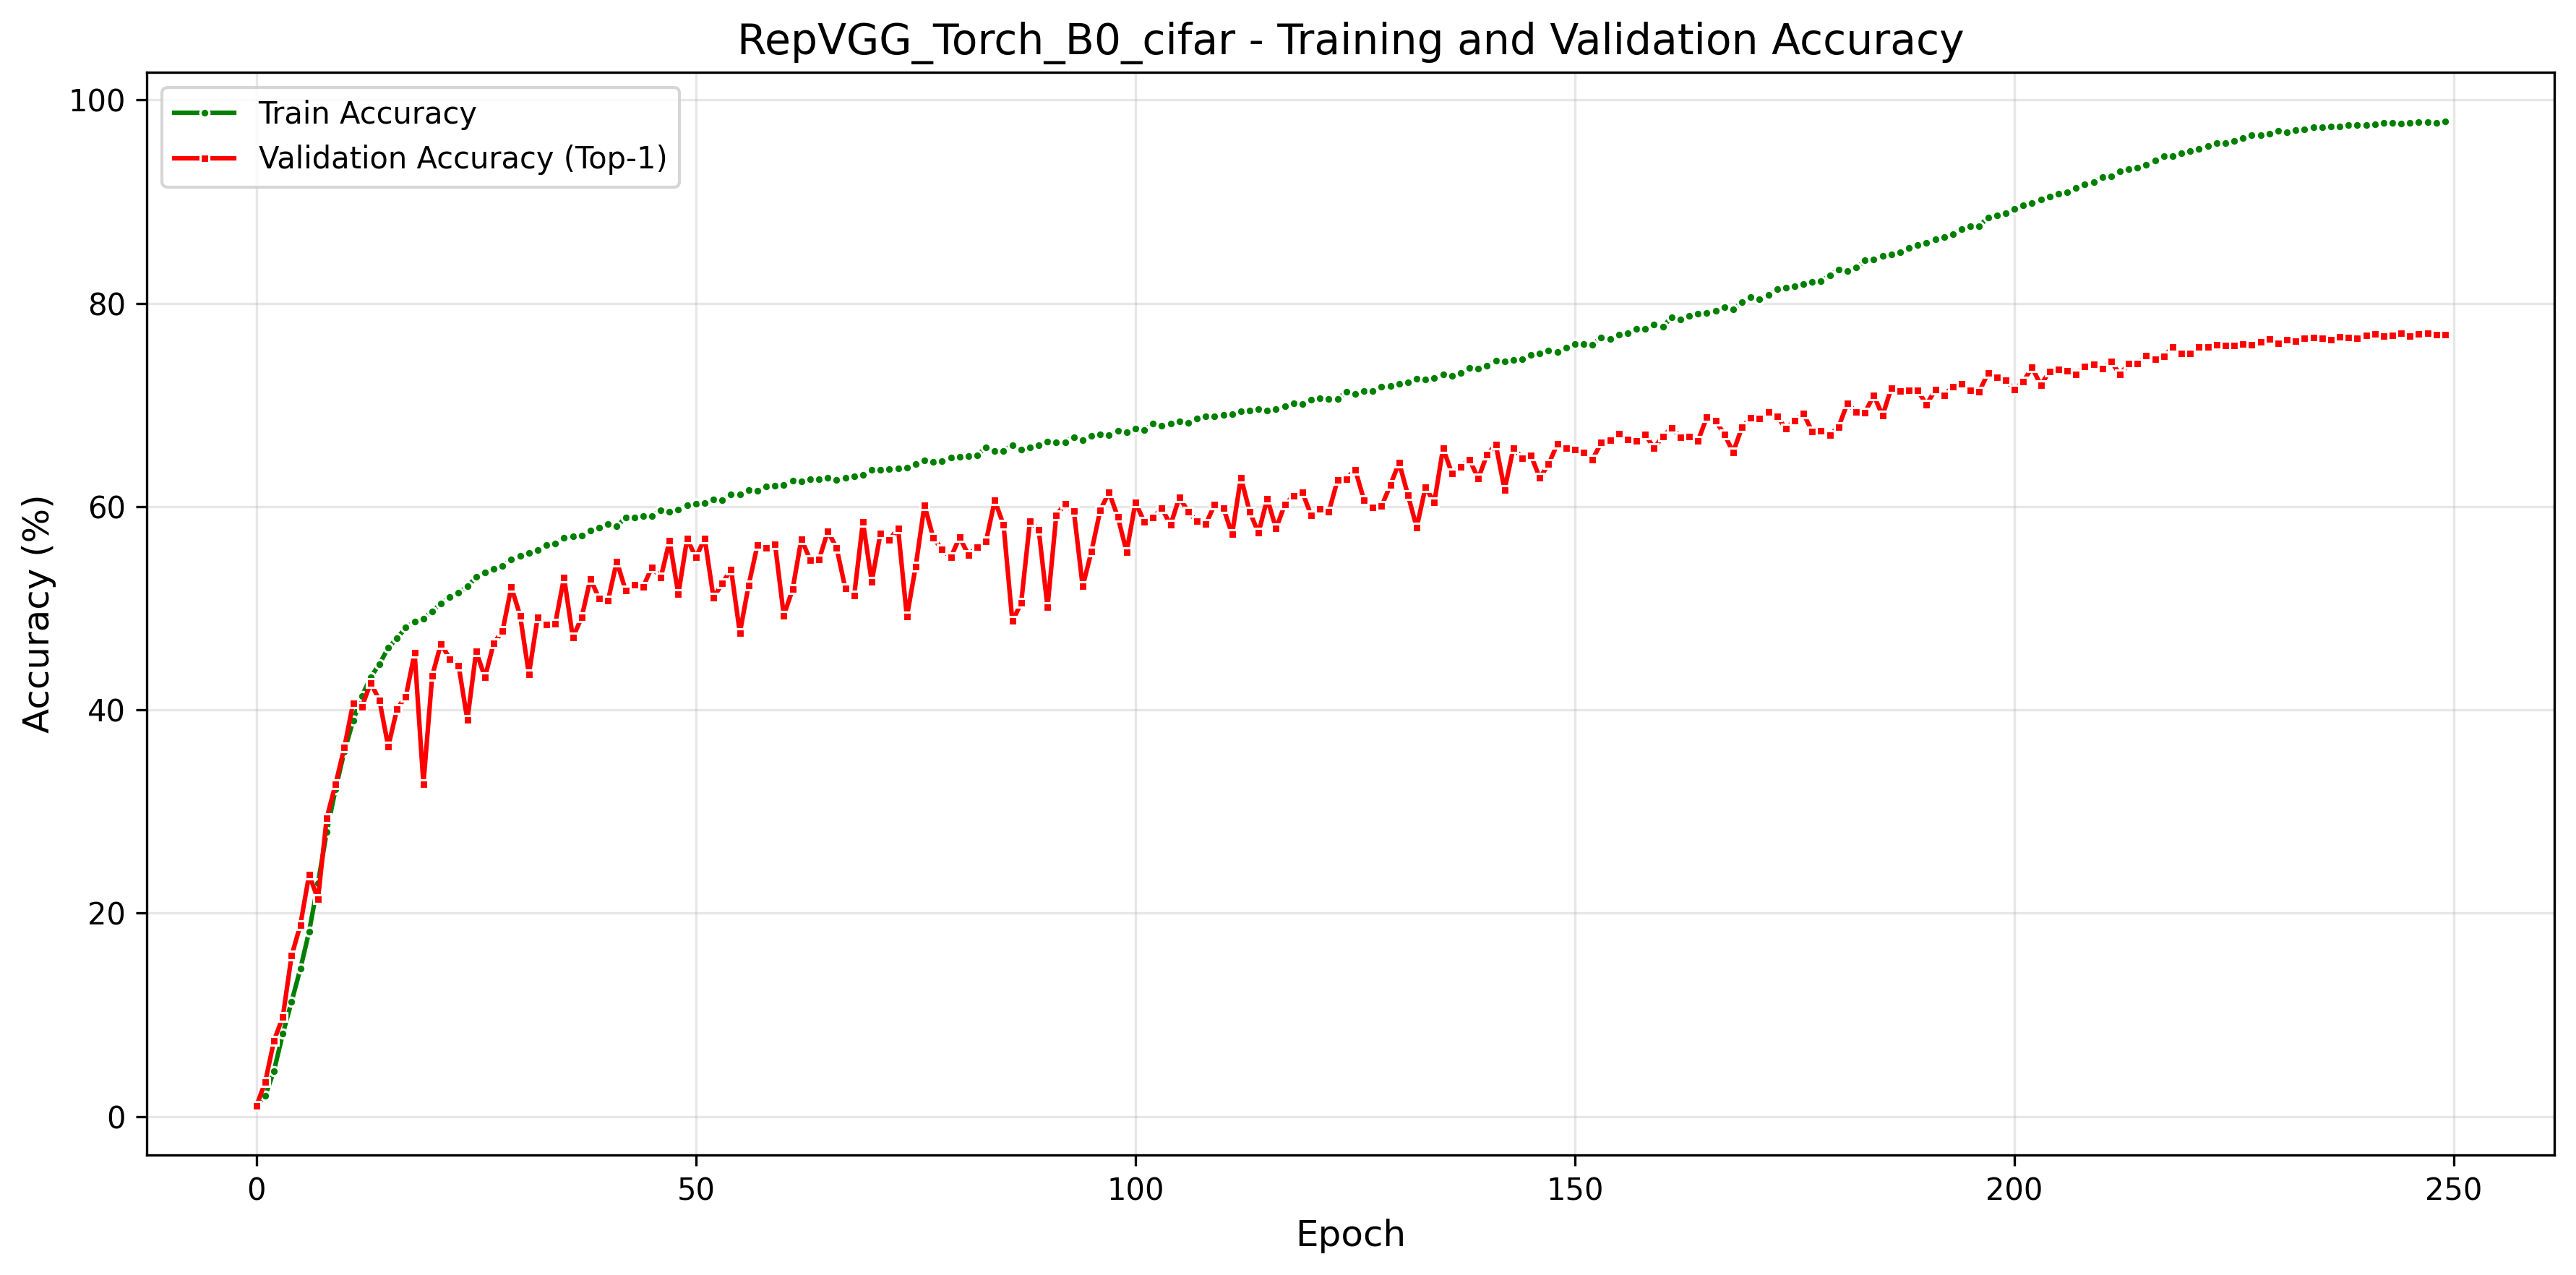 RepVGG_Torch_B0_cifar - Training and Validation Accuracy
Train Accuracy
Validation Accuracy (Top-1)
Accuracy (%)
100
80
60
40
20
0
0 50 100 150 200 250
Epoch